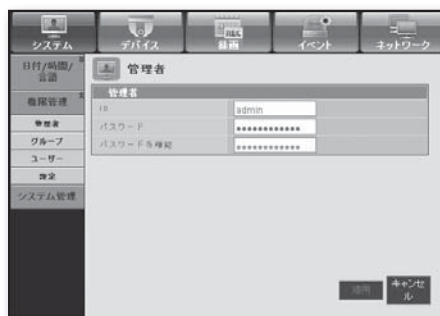 システム
デバイス
REC
録画
イベント
ネットワーク
日付/時間/
言語
権限管理
管理者
グループ
ユーザー
設定
システム管理
管理者
管理者
ID
admin
パスワード
パスワードを確認
適用
キャンセ
ル